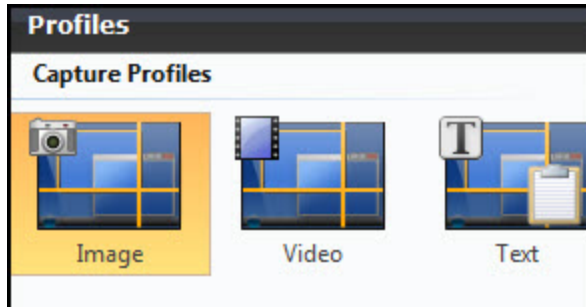 Profiles
Capture Profiles
T
Image
Video
Text